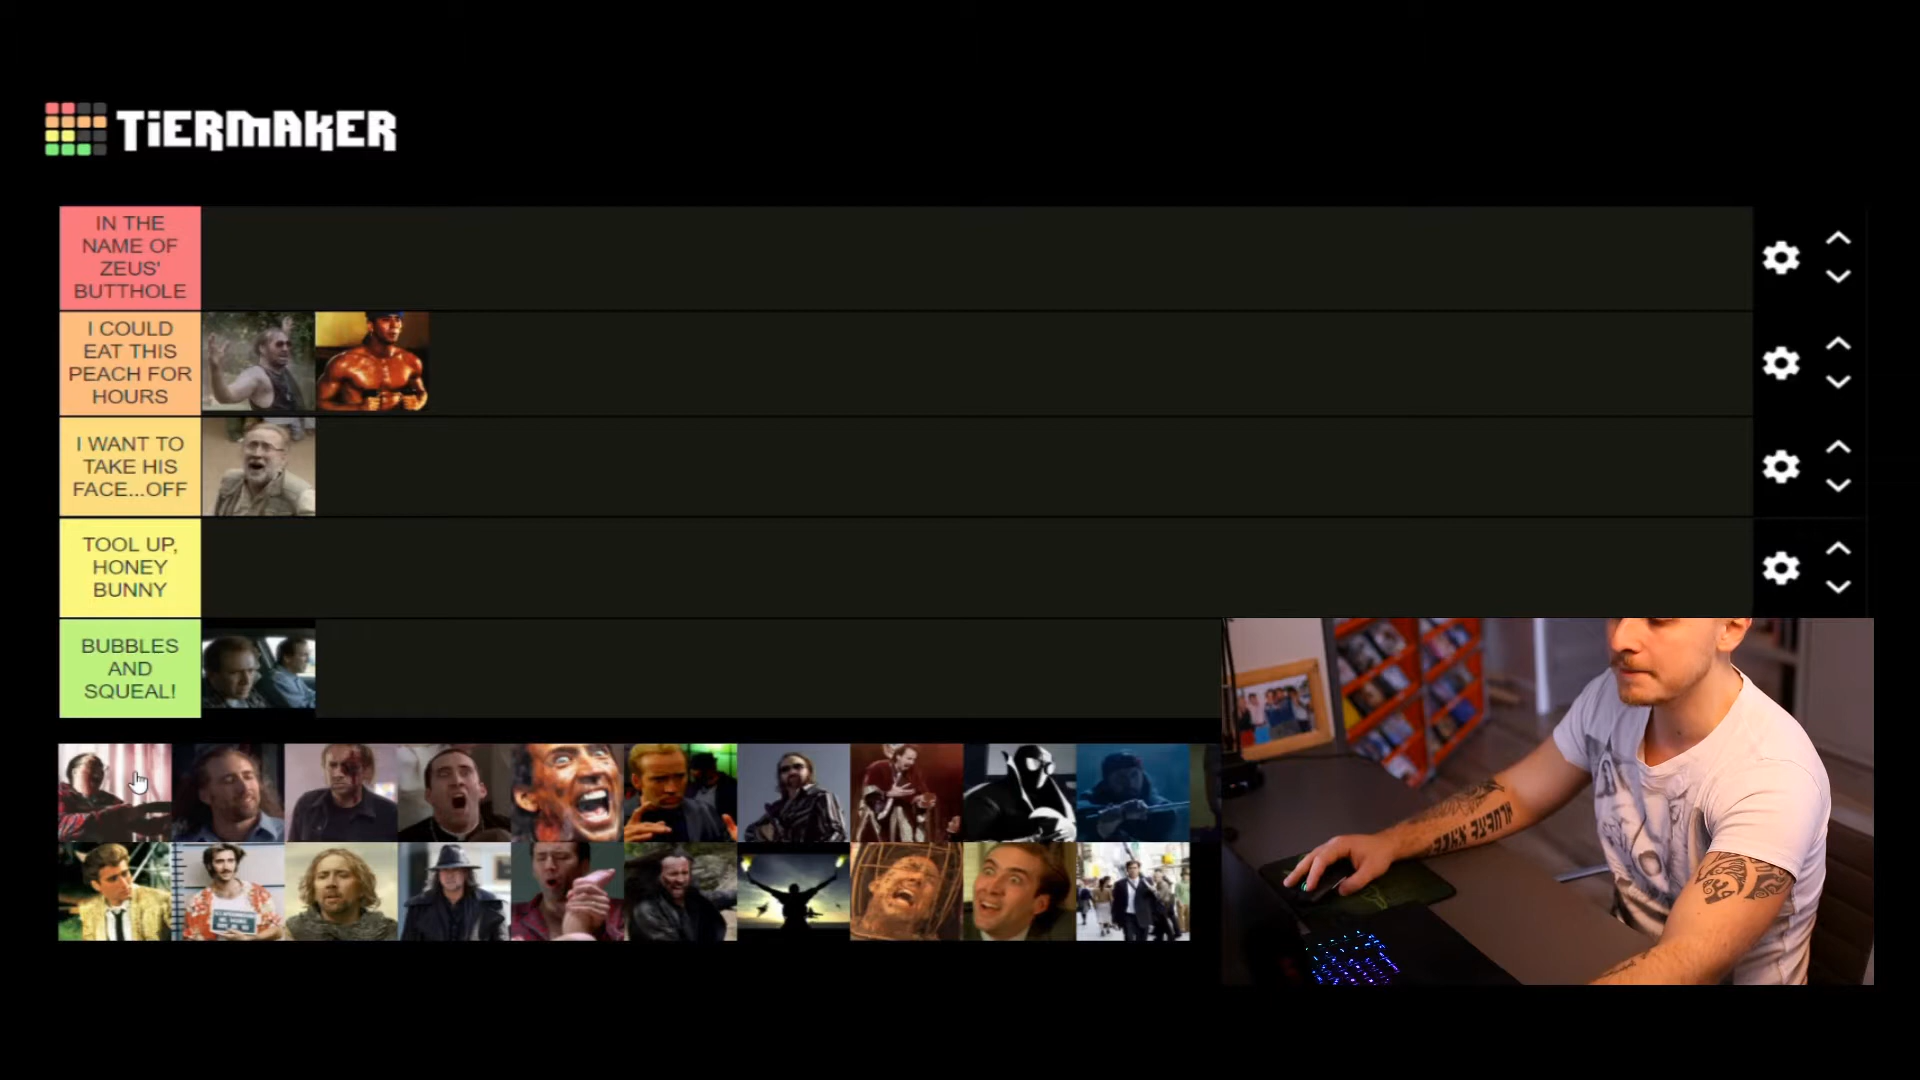 TiERMAKER
IN THE
NAME OF
ZEUS'
BUTTHOLE
I COULD
EAT THIS
PEACH FOR
HOURS
I WANT TO
TAKE HIS
FACE...OFF
TOOL UP,
HONEY
BUNNY
BUBBLES
AND
SQUEAL!